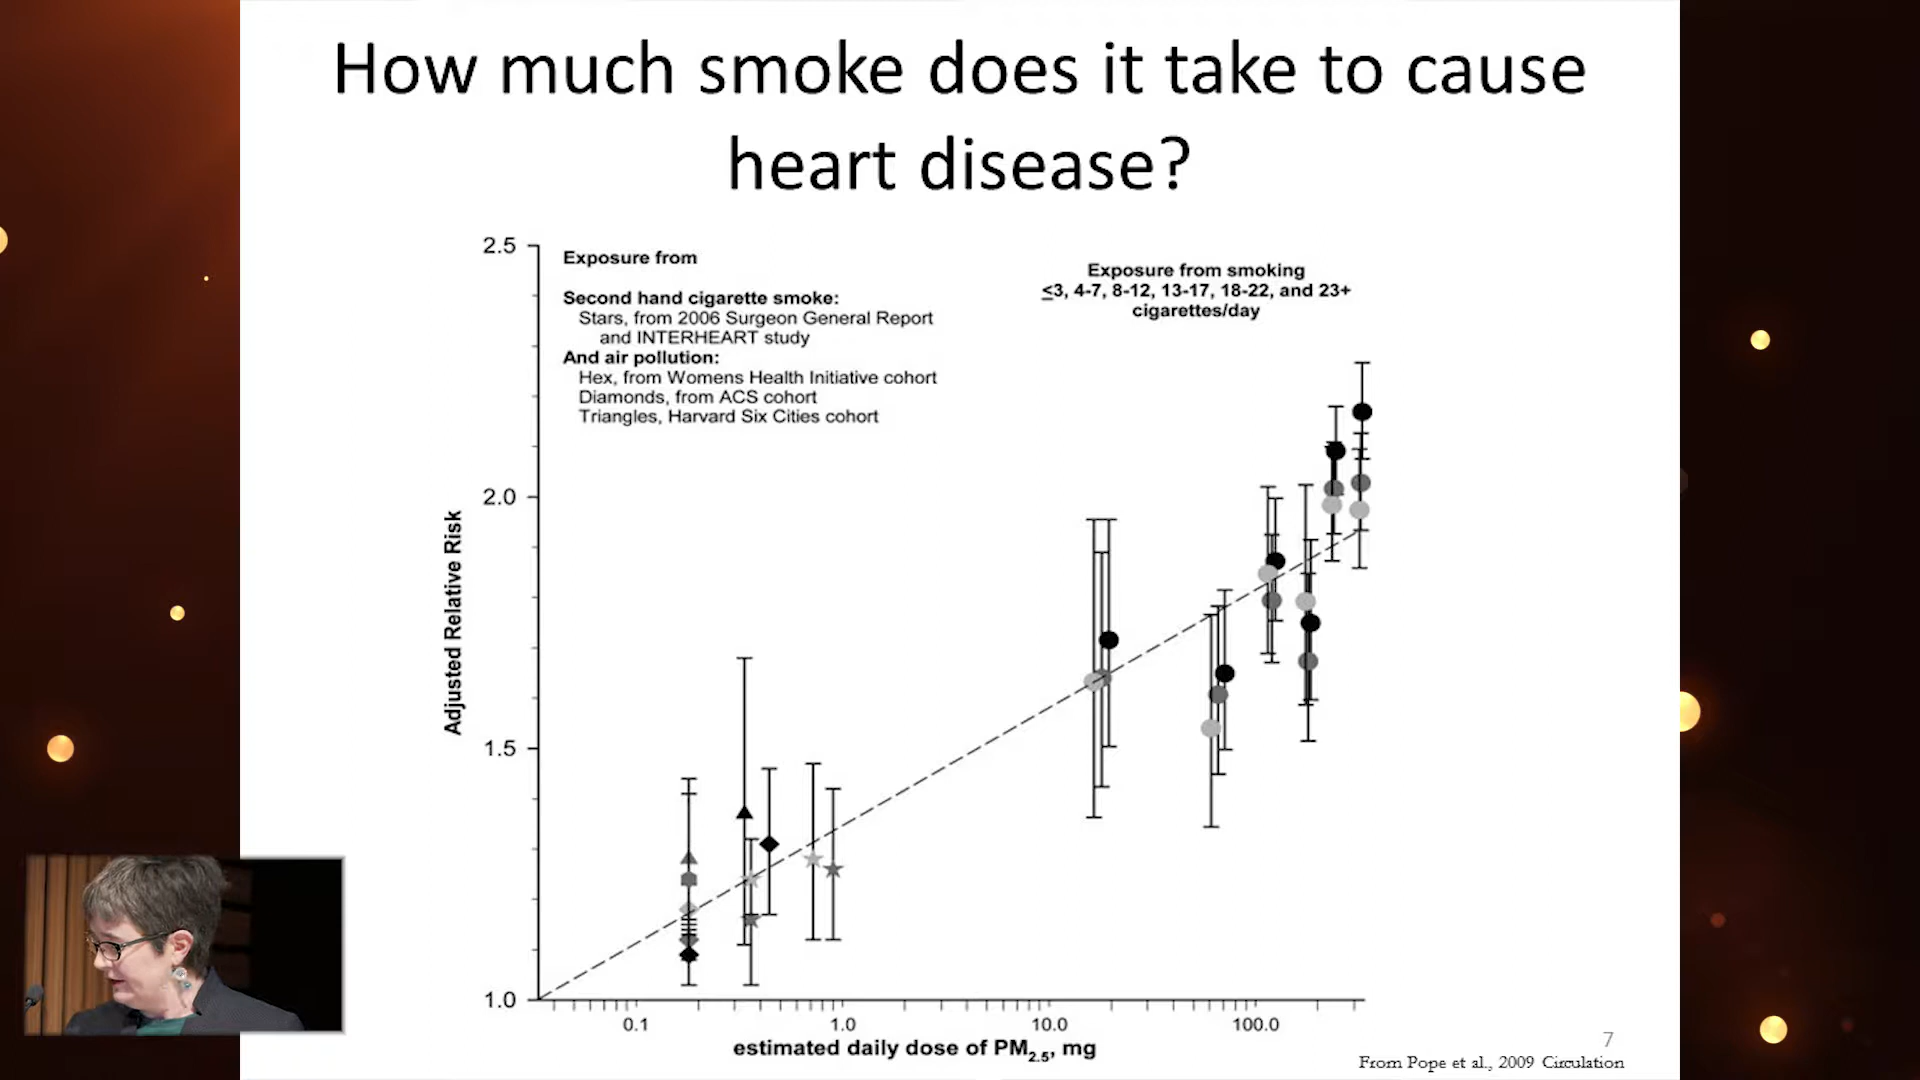 How much smoke does it take to cause
heart disease?
2.5
2.0
1.5
1.0
Adjusted Relative Risk
Exposure from
Second hand cigarette smoke:
Stars, from 2006 Surgeon General Report
and INTERHEART study
And air pollution:
Hex, from Womens Health Initiative cohort
Diamonds, from ACS cohort
Triangles, Harvard Six Cities cohort
Exposure from smoking
≤3, 4-7, 8-12, 13-17, 18-22, and 23+
cigarettes/day
0.1 1.0 10.0 100.0
estimated daily dose of PM2.5, mg
7
From Pope et al., 2009 Circulation